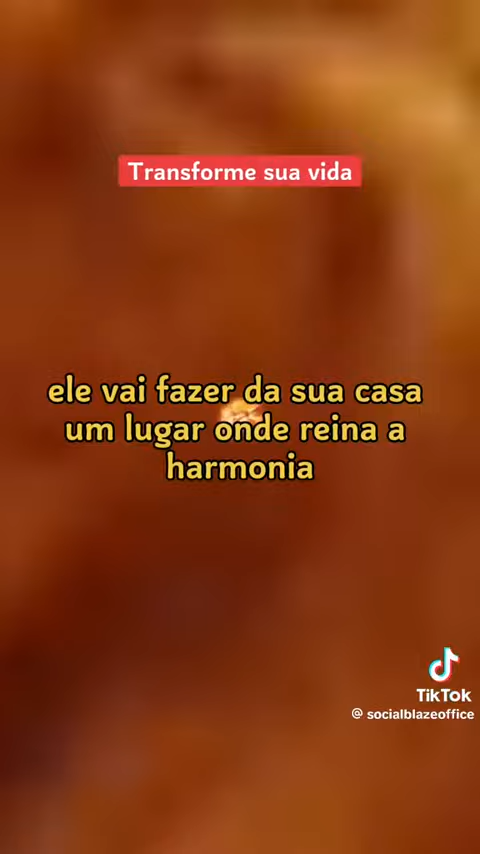 Transforme sua vida
ele vai fazer da sua casa
um lugar onde reina a
harmonia
TikTok
@ socialblazeoffice